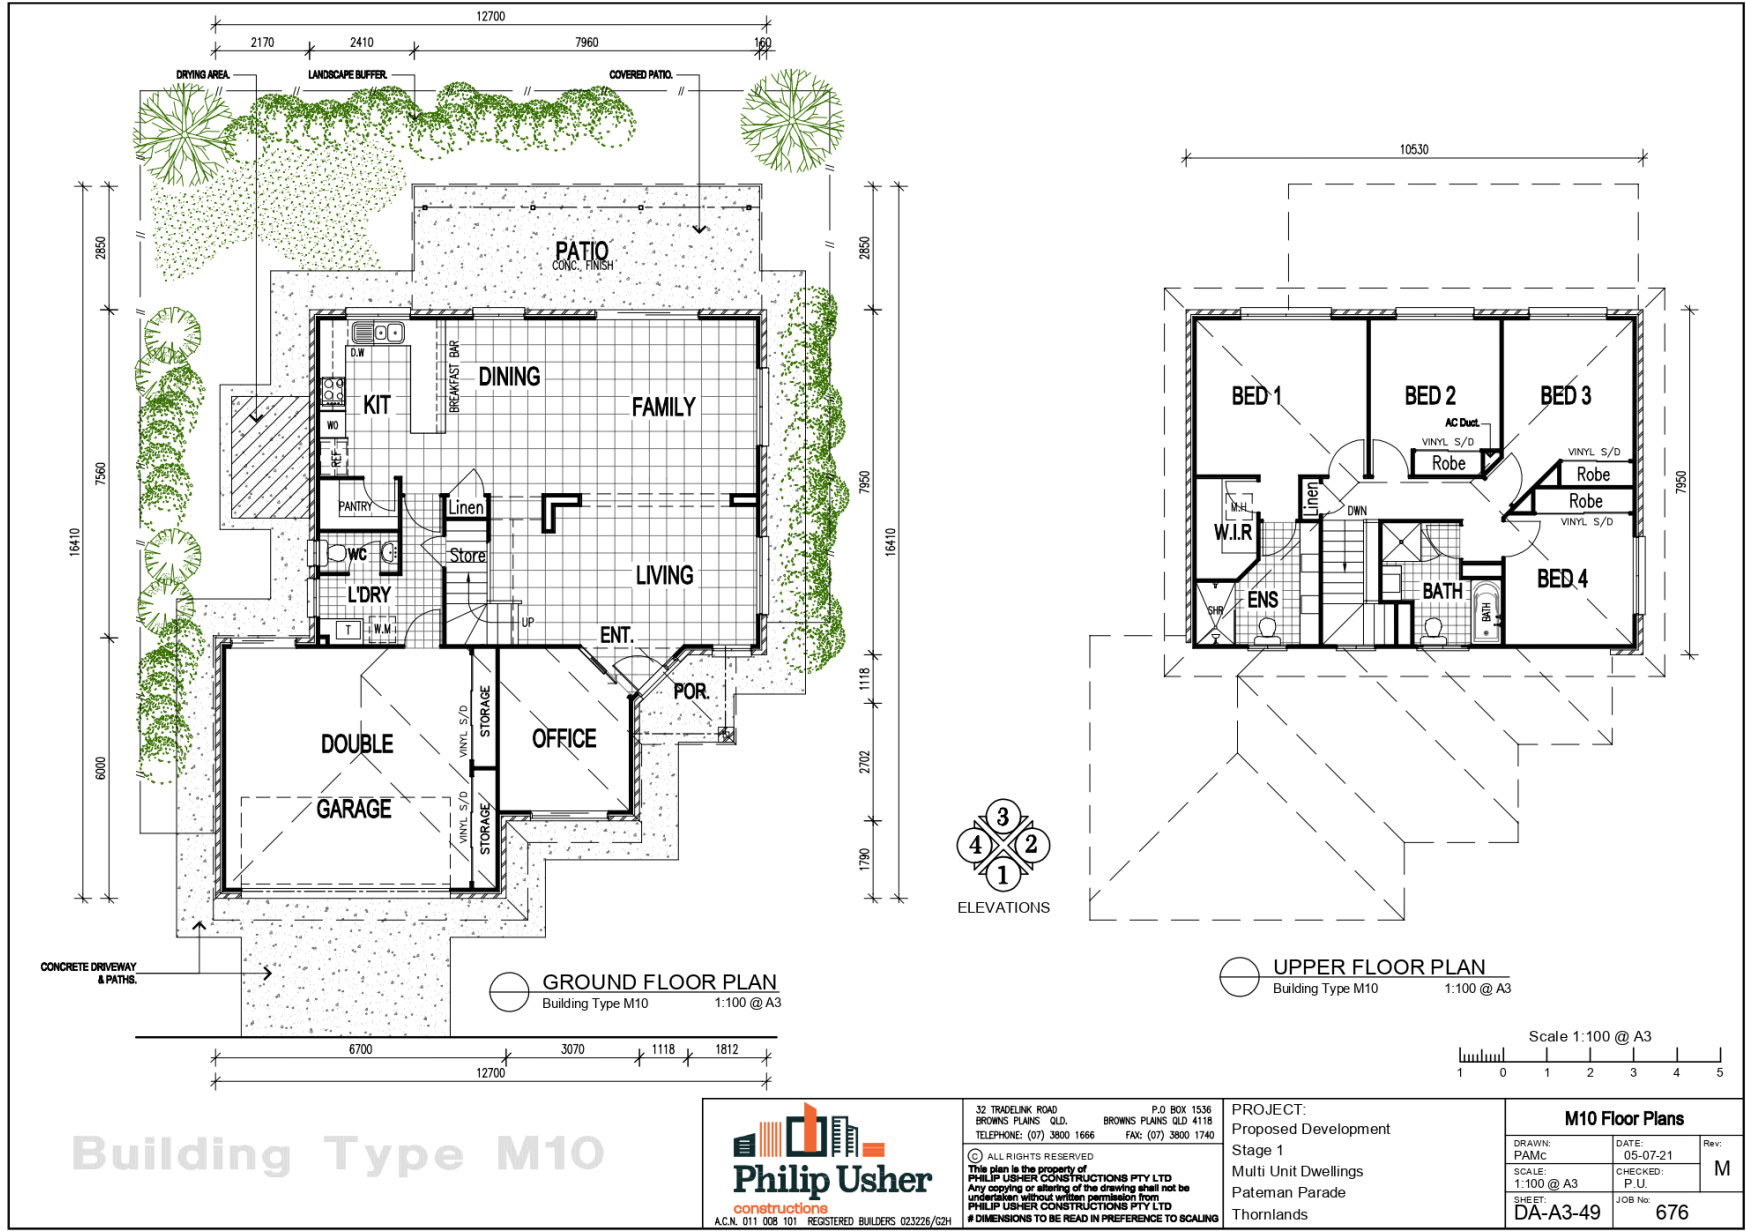 12700
2170
2410
7960
160
DRYING AREA.
LANDSCAPE BUFFER.
COVERED PATIO.
10530
2850
7560
6000
16410
2850
7950
1118
2702
1790
16410
PATIO
CONC. FINISH
D.W
BREAKFAST BAR
DINING
KIT
FAMILY
WO
REF
PANTRY
Linen
WC
Store
LIVING
L'DRY
T
W.M
UP
ENT.
POR.
DOUBLE
GARAGE
VINYL S/D
STORAGE
VINYL S/D
STORAGE
OFFICE
CONCRETE DRIVEWAY
& PATHS.
GROUND FLOOR PLAN
Building Type M10
1:100 @ A3
6700
3070
1118
1812
12700
BED 1
BED 2
BED 3
AC Duct.
VINYL S/D
Robe
VINYL S/D
Robe
Robe
VINYL S/D
Linen
M.H
DWN
W.I.R
BED 4
BATH
BATH
ENS
SHR
7950
3
4
2
1
ELEVATIONS
UPPER FLOOR PLAN
Building Type M10
1:100 @ A3
Scale 1:100 @ A3
1 0 1 2 3 4 5
Building Type M10
Philip Usher
constructions
A.C.N. 011 008 101 REGISTERED BUILDERS 023226/G2H
32 TRADELINK ROAD
BROWNS PLAINS QLD.
P.O BOX 1536
BROWNS PLAINS QLD 4118
TELEPHONE: (07) 3800 1666
FAX: (07) 3800 1740
© ALL RIGHTS RESERVED
This plan is the property of
PHILIP USHER CONSTRUCTIONS PTY LTD
Any copying or altering of the drawing shall not be
undertaken without written permission from
PHILIP USHER CONSTRUCTIONS PTY LTD
# DIMENSIONS TO BE READ IN PREFERENCE TO SCALING
PROJECT:
Proposed Development
Stage 1
Multi Unit Dwellings
Pateman Parade
Thornlands
M10 Floor Plans
DRAWN:
PAMc
DATE:
05-07-21
Rev:
M
SCALE:
1:100 @ A3
CHECKED:
P.U.
SHEET:
DA-A3-49
JOB No:
676